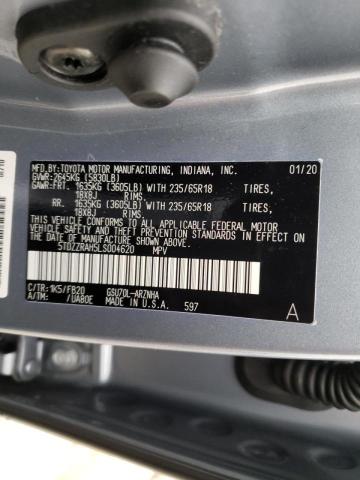 MFD.BY:TOYOTA MOTOR MANUFACTURING, INDIANA, INC. 01/20
GVWR:2645KG (5830LB)
GAWR:FRT. 1635KG (3605LB) WITH 235/65R18 TIRES,
18X8J RIMS
RR. 1635KG (3605LB) WITH 235/65R18 TIRES,
18X8J RIMS
THIS VEHICLE CONFORMS TO ALL APPLICABLE FEDERAL MOTOR
VEHICLE SAFETY AND BUMPER STANDARDS IN EFFECT ON THE
DATE OF MANUFACTURE SHOWN ABOVE.
5TDZZRAH5LS004620 MPV
C/TR:1K5/FB20 GSU70L-ARZNHA
A/TM: /UA80E MADE IN U.S.A. 597 A